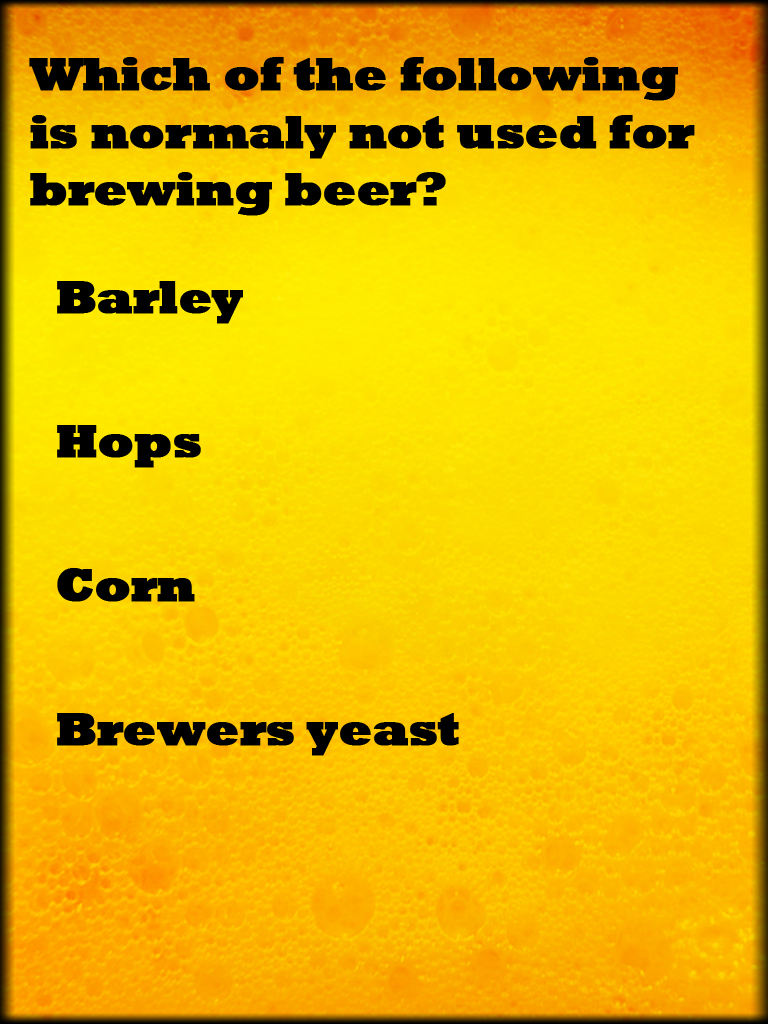 Which of the following
is normaly not used for
brewing beer?
Barley
Hops
Corn
Brewers yeast